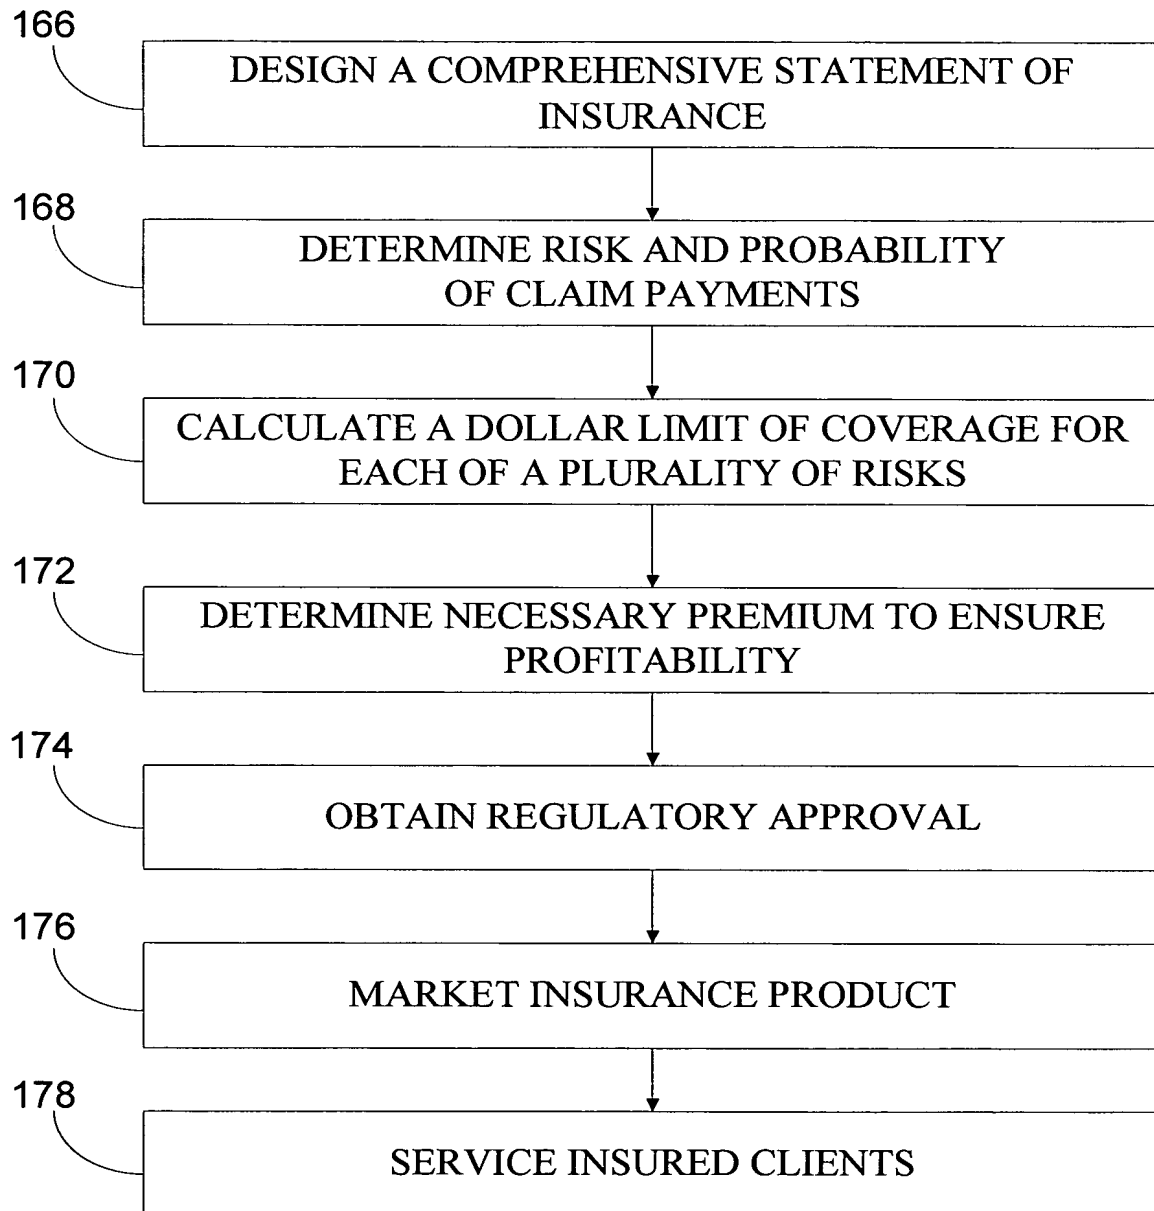 166
DESIGN A COMPREHENSIVE STATEMENT OF
INSURANCE
168
DETERMINE RISK AND PROBABILITY
OF CLAIM PAYMENTS
170
CALCULATE A DOLLAR LIMIT OF COVERAGE FOR
EACH OF A PLURALITY OF RISKS
172
DETERMINE NECESSARY PREMIUM TO ENSURE
PROFITABILITY
174
OBTAIN REGULATORY APPROVAL
176
MARKET INSURANCE PRODUCT
178
SERVICE INSURED CLIENTS